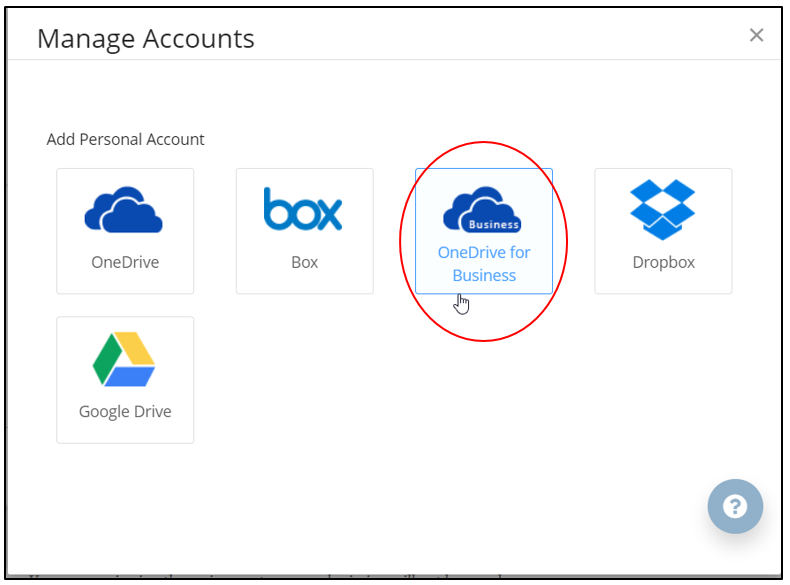 Manage Accounts
Add Personal Account
OneDrive
box
Box
Business
OneDrive for
Business
Dropbox
Google Drive
?